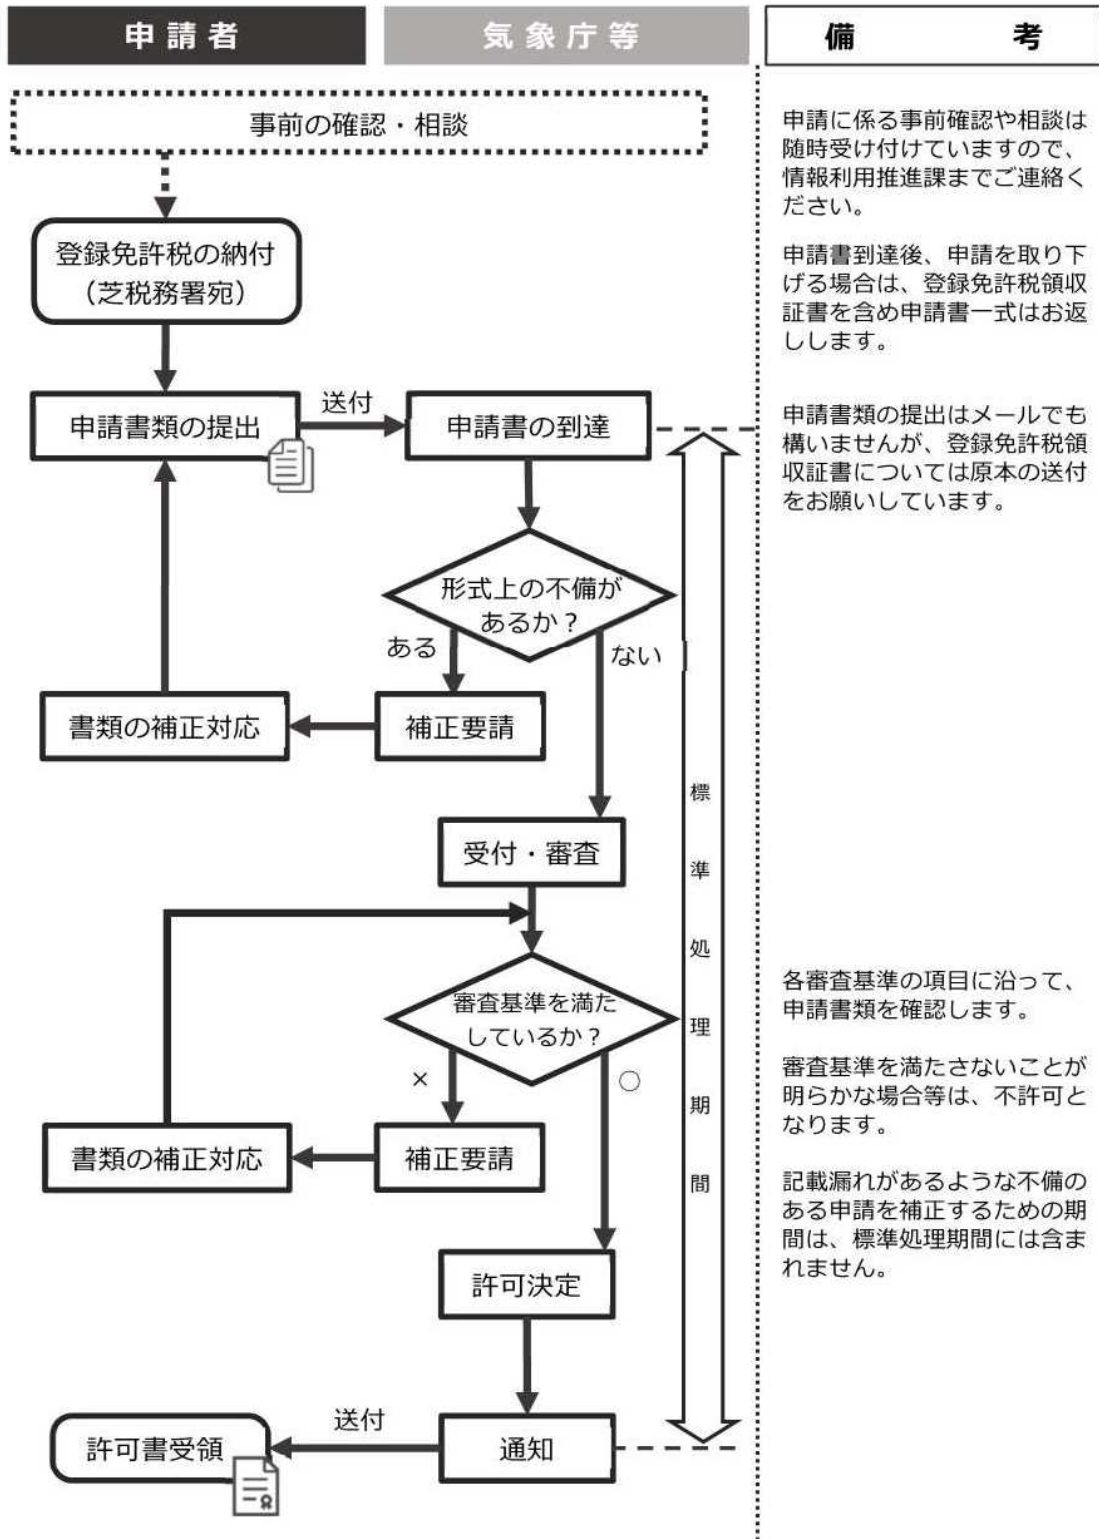 申請者
気象庁等
備考
事前の確認・相談
申請に係る事前確認や相談は
随時受け付けていますので、
情報利用推進課までご連絡く
ださい。
登録免許税の納付
（芝税務署宛）
申請書到達後、申請を取り下
げる場合は、登録免許税領収
証書を含め申請書一式はお返
しします。
申請書類の提出
送付
申請書の到達
申請書類の提出はメールでも
構いませんが、登録免許税領
収証書については原本の送付
をお願いしています。
形式上の不備が
あるか？
ある
ない
補正要請
書類の補正対応
標準処理期間
受付・審査
審査基準を満た
しているか？
×
○
補正要請
書類の補正対応
各審査基準の項目に沿って、
申請書類を確認します。
審査基準を満たさないことが
明らかな場合等は、不許可と
なります。
記載漏れがあるような不備の
ある申請を補正するための期
間は、標準処理期間には含ま
れません。
許可決定
通知
送付
許可書受領